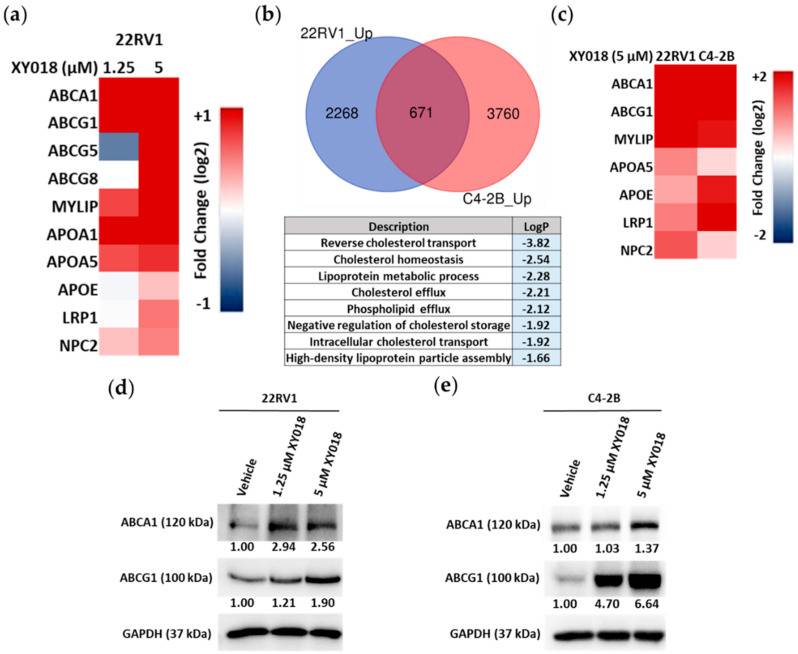 (a)
22RV1
XY018 (μM) 1.25 5
ABCA1
ABCG1
ABCG5
ABCG8
MYLIP
APOA1
APOA5
APOE
LRP1
NPC2
+1
Fold Change (log2)
-1
(b)
22RV1_Up
2268
671
3760
C4-2B_Up
Description LogP
Reverse cholesterol transport -3.82
Cholesterol homeostasis -2.54
Lipoprotein metabolic process -2.28
Cholesterol efflux -2.21
Phospholipid efflux -2.12
Negative regulation of cholesterol storage -1.92
Intracellular cholesterol transport -1.92
High-density lipoprotein particle assembly -1.66
(c)
XY018 (5 μM) 22RV1 C4-2B
ABCA1
ABCG1
MYLIP
APOA5
APOE
LRP1
NPC2
+2
Fold Change (log2)
-2
(d)
22RV1
Vehicle
1.25 μM XY018
5 μM XY018
ABCA1 (120 kDa)
1.00 2.94 2.56
ABCG1 (100 kDa)
1.00 1.21 1.90
GAPDH (37 kDa)
(e)
C4-2B
Vehicle
1.25 μM XY018
5 μM XY018
ABCA1 (120 kDa)
1.00 1.03 1.37
ABCG1 (100 kDa)
1.00 4.70 6.64
GAPDH (37 kDa)